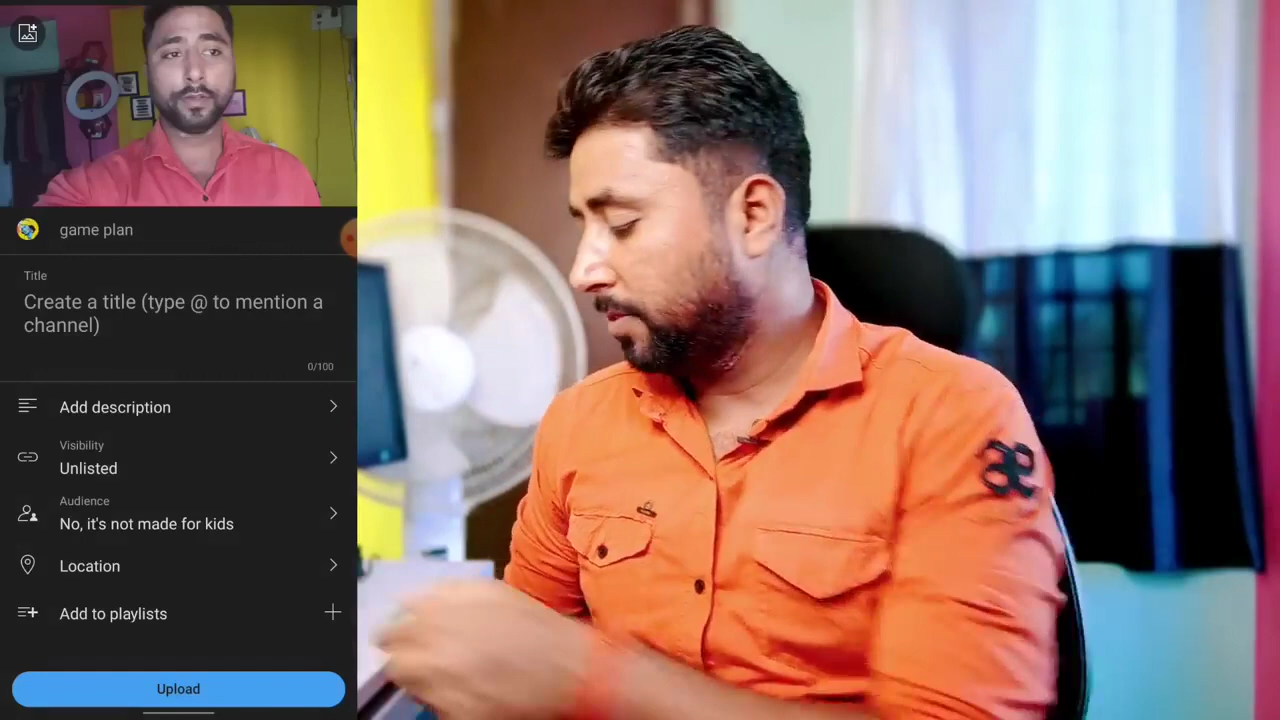 game plan
Title
Create a title (type @ to mention a
channel)
0/100
Add description
Visibility
Unlisted
Audience
No, it's not made for kids
Location
Add to playlists
Upload